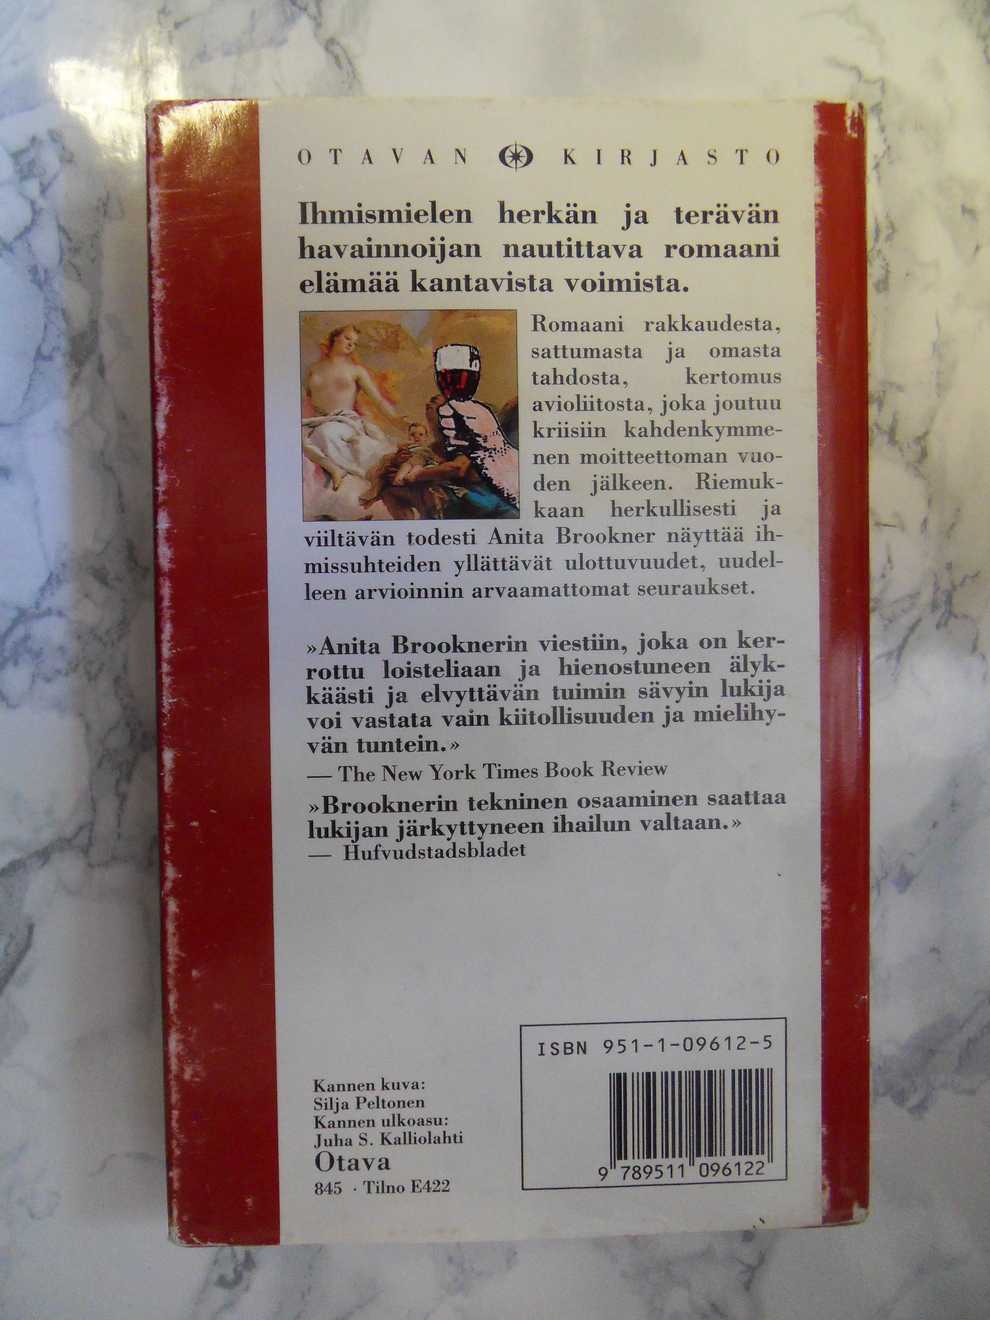 OTAVAN KIRJASTO
Ihmismielen herkän ja terävän
havainnoijan nautittava romaani
elämää kantavista voimista.
Romaani rakkaudesta,
sattumasta ja omasta
tahdosta, kertomus
avioliitosta, joka joutuu
kriisiin kahdenkymme-
nen moitteettoman vuo-
den jälkeen. Riemuk-
kaan herkullisesti ja
viiltävän todesti Anita Brookner näyttää ih-
missuhteiden yllättävät ulottuvuudet, uudel-
leen arvioinnin arvaamattomat seuraukset.
»Anita Brooknerin viestiin, joka on ker-
rottu loisteliaan ja hienostuneen älyk-
käästi ja elvyttävän tuimin sävyin lukija
voi vastata vain kiitollisuuden ja mielihy-
vän tuntein.»
— The New York Times Book Review
»Brooknerin tekninen osaaminen saattaa
lukijan järkyttyneen ihailun valtaan.»
— Hufvudstadsbladet
ISBN 951-1-09612-5
9 789511 096122
Kannen kuva:
Silja Peltonen
Kannen ulkoasu:
Juha S. Kalliolahti
Otava
845 · Tilno E422